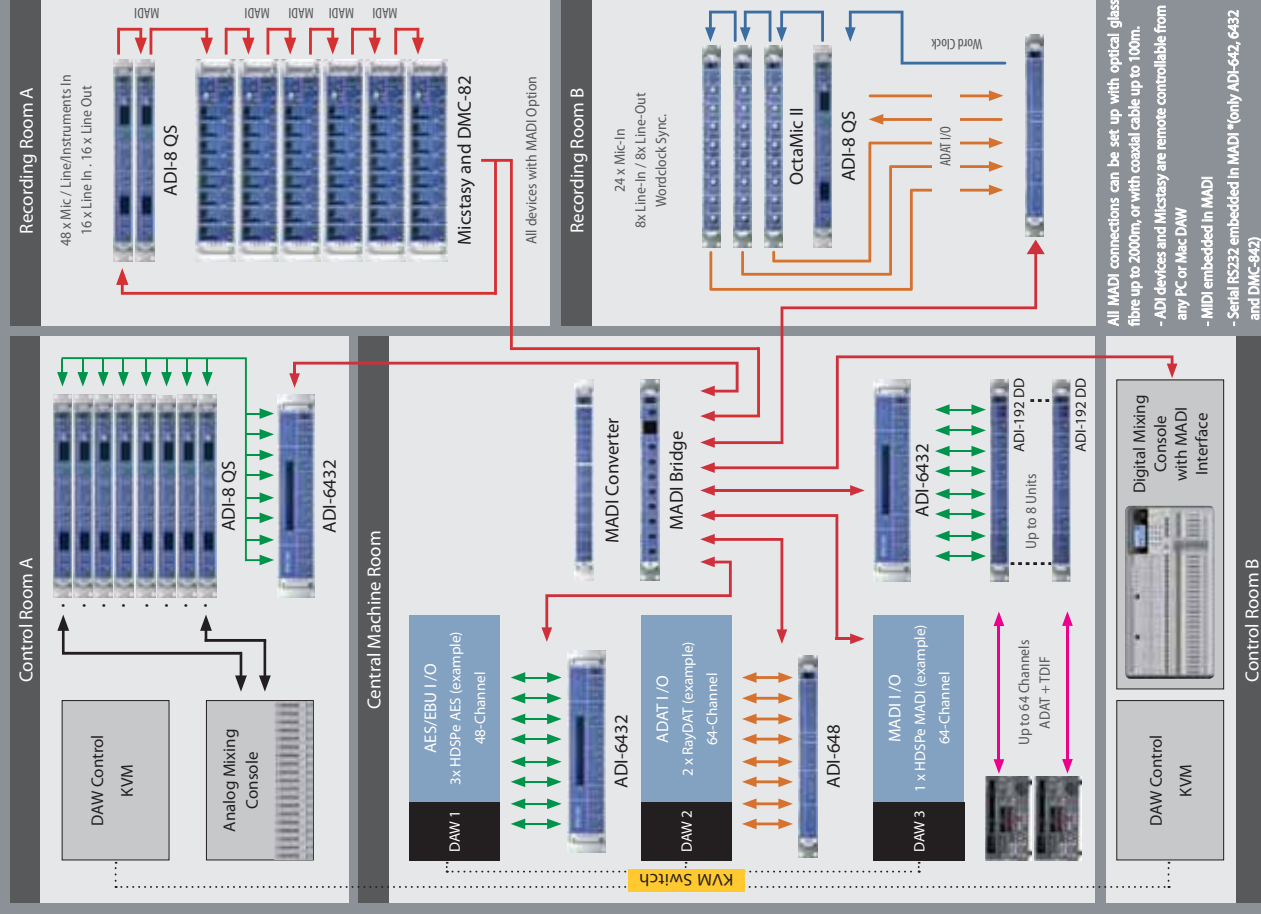 Recording Room A
48 x Mic / Line/Instruments In
16 x Line In . 16 x Line Out
MADI
MADI
MADI
MADI
MADI
ADI-8 QS
Micstasy and DMC-82
All devices with MADI Option
Recording Room B
24 x Mic-In
8x Line-In / 8x Line-Out
Wordclock Sync.
OctaMic II
ADI-8 QS
Word Clock
ADAT I/O
All MADI connections can be set up with optical glass
fibre up to 2000m, or with coaxial cable up to 100m.
- ADI devices and Micstasy are remote controllable from
any PC or Mac DAW
- MIDI embedded in MADI
- Serial RS232 embedded in MADI *(only ADI-642, 6432
and DMC-842)
Control Room A
DAW Control
KVM
Analog Mixing
Console
ADI-8 QS
ADI-6432
Central Machine Room
DAW 1
AES/EBU I/O
3x HDSPe AES (example)
48-Channel
ADI-6432
DAW 2
ADAT I/O
2 x RayDAT (example)
64-Channel
ADI-648
DAW 3
MADI I/O
1 x HDSPe MADI (example)
64-Channel
MADI Converter
MADI Bridge
ADI-6432
Up to 8 Units
ADI-192 DD
ADI-192 DD
Up to 64 Channels
ADAT + TDIF
KVM Switch
Control Room B
DAW Control
KVM
Digital Mixing
Console
with MADI
Interface